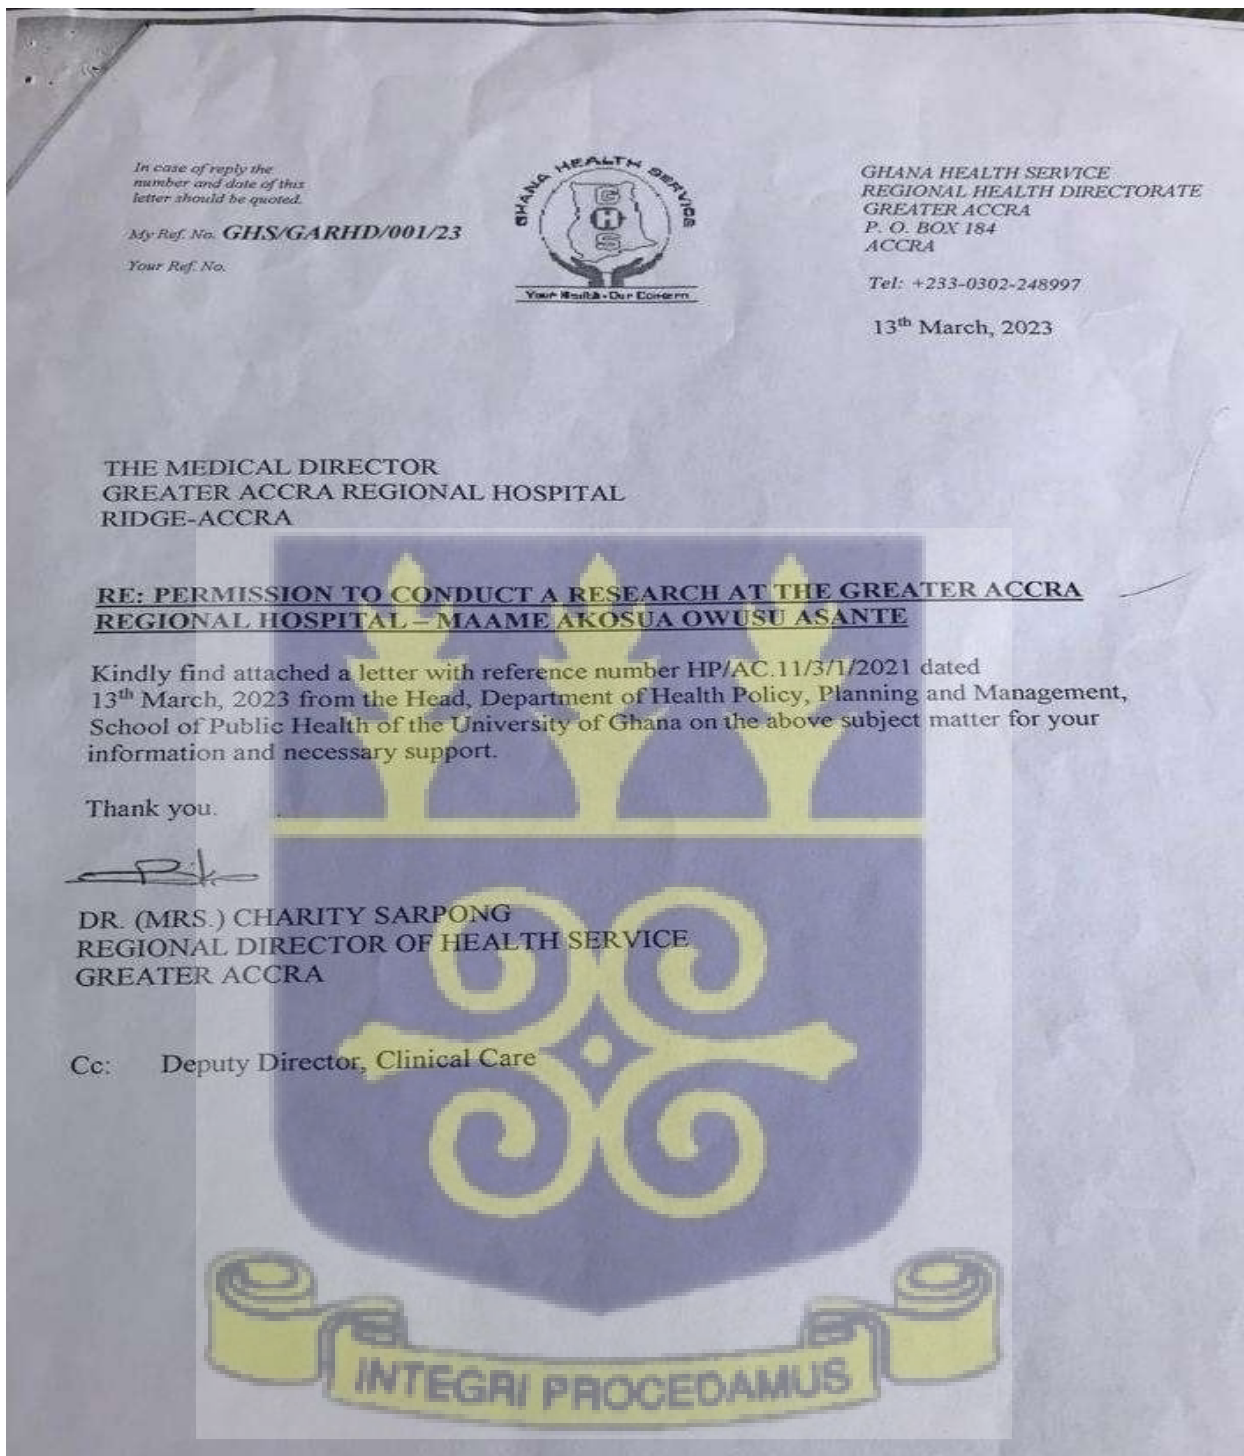 In case of reply the
number and date of this
letter should be quoted.
My Ref. No. GHS/GARHD/001/23
Your Ref. No.
GHANA HEALTH SERVICE
GHS
Your Health - Our Concern
GHANA HEALTH SERVICE
REGIONAL HEALTH DIRECTORATE
GREATER ACCRA
P. O. BOX 184
ACCRA
Tel: +233-0302-248997
13th March, 2023
THE MEDICAL DIRECTOR
GREATER ACCRA REGIONAL HOSPITAL
RIDGE-ACCRA
RE: PERMISSION TO CONDUCT A RESEARCH AT THE GREATER ACCRA
REGIONAL HOSPITAL – MAAME AKOSUA OWUSU ASANTE
Kindly find attached a letter with reference number HP/AC.11/3/1/2021 dated
13th March, 2023 from the Head, Department of Health Policy, Planning and Management,
School of Public Health of the University of Ghana on the above subject matter for your
information and necessary support.
Thank you.
DR. (MRS.) CHARITY SARPONG
REGIONAL DIRECTOR OF HEALTH SERVICE
GREATER ACCRA
Cc: Deputy Director, Clinical Care
INTEGRI PROCEDAMUS